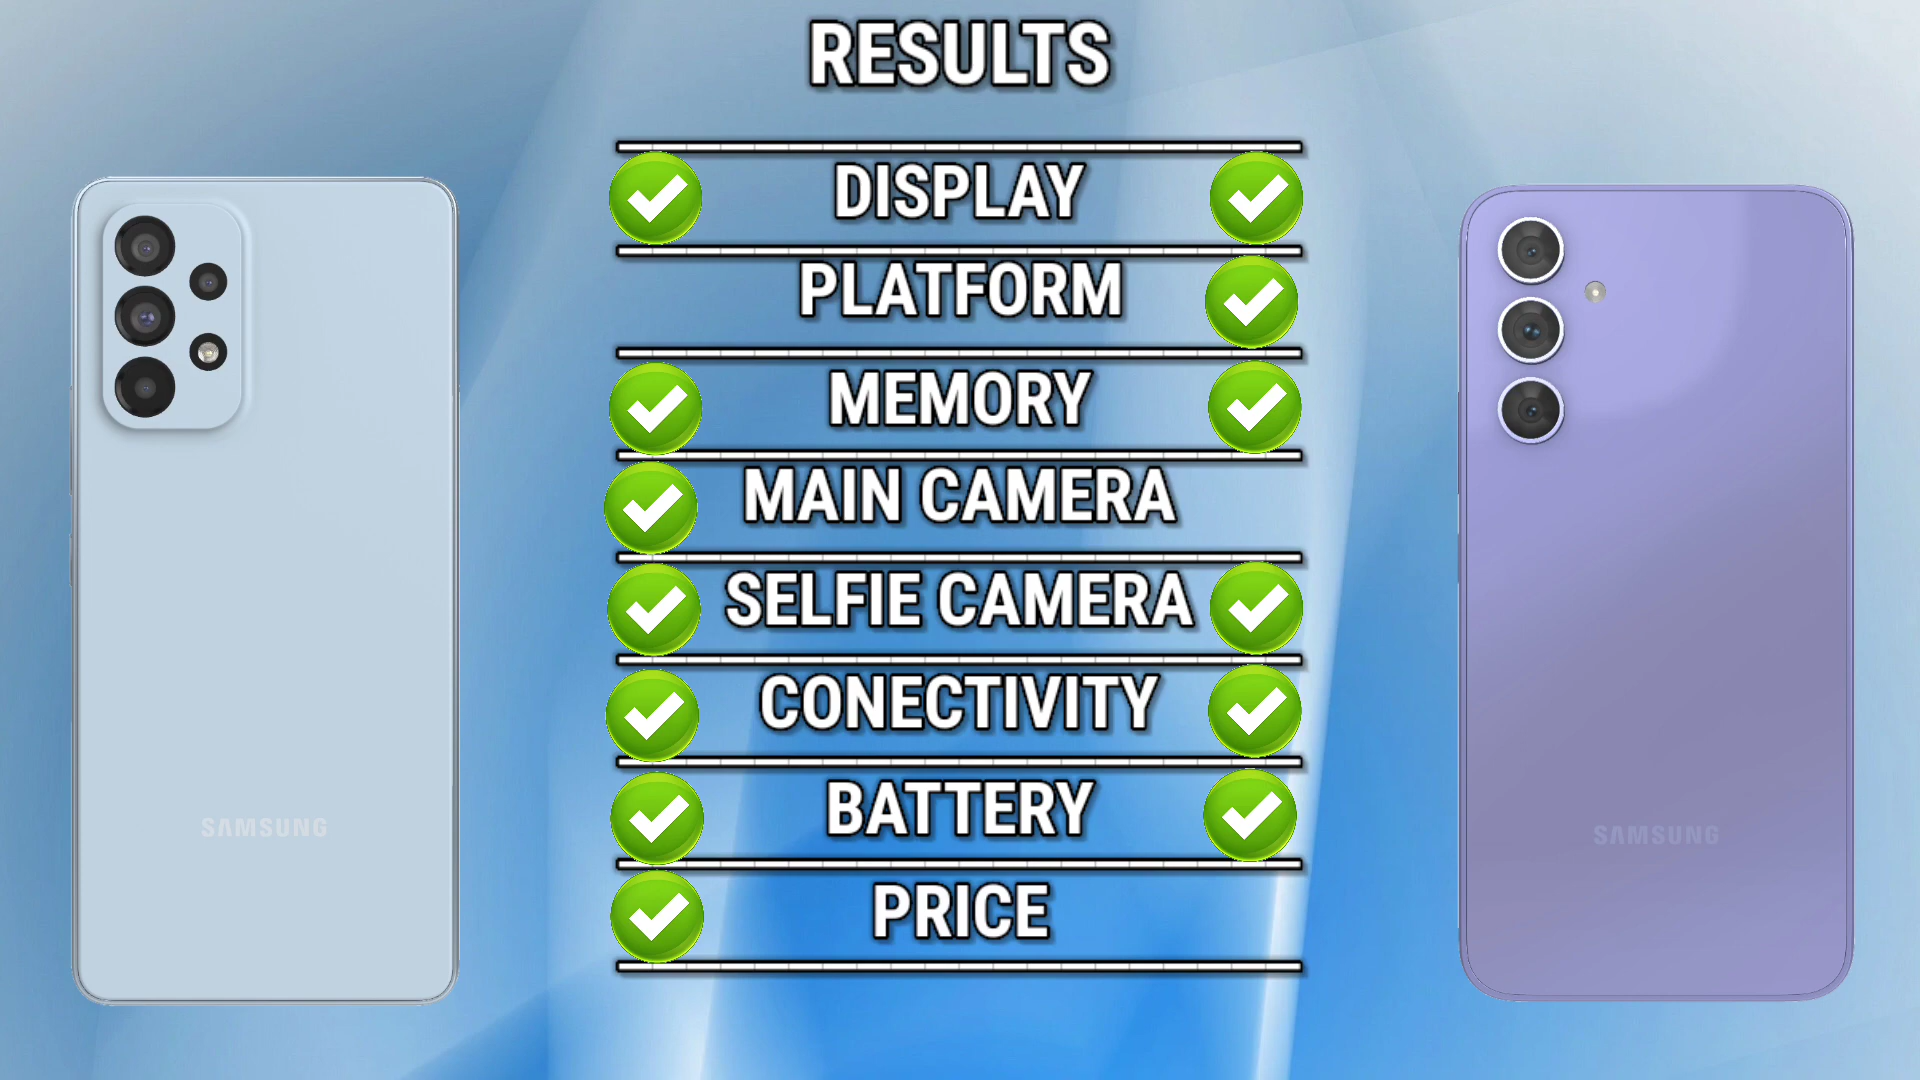 RESULTS
DISPLAY
PLATFORM
MEMORY
MAIN CAMERA
SELFIE CAMERA
CONECTIVITY
BATTERY
PRICE
SAMSUNG
SAMSUNG